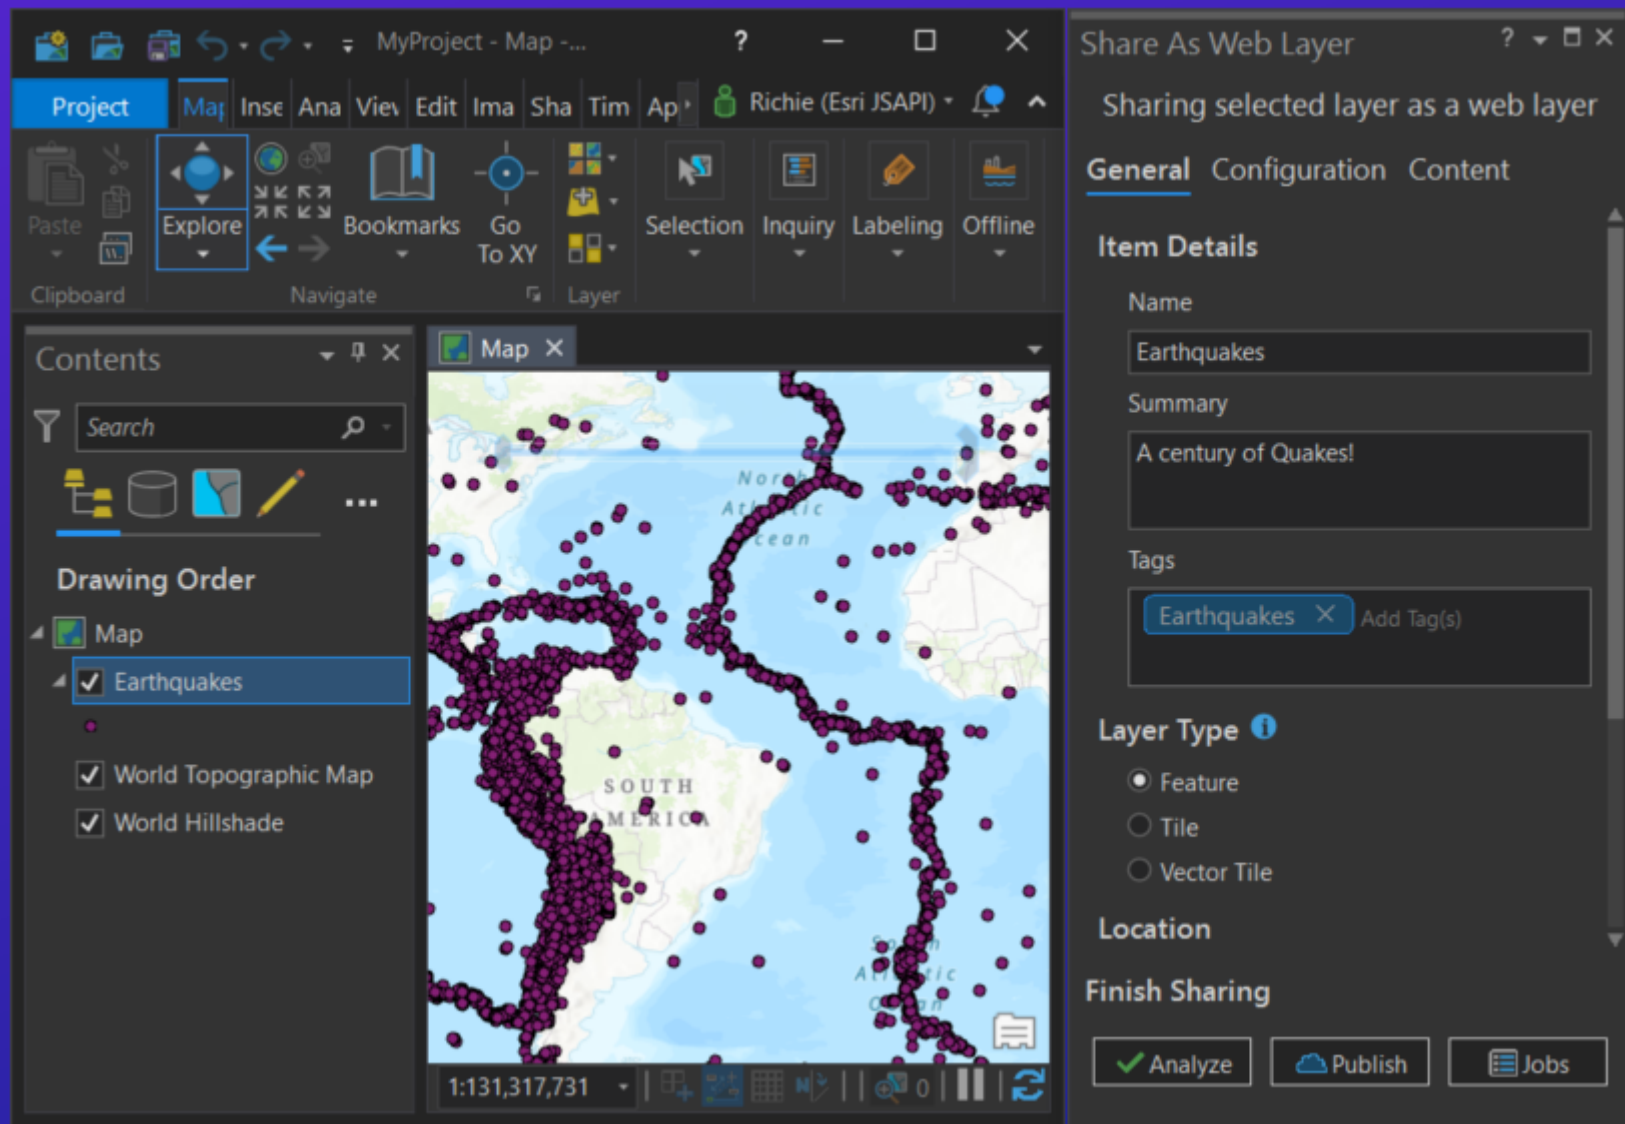 MyProject - Map -...
?
Project
Map
Inse
Ana
Viev
Edit
Ima
Sha
Tim
Ap
Richie (Esri JSAPI)
Paste
Explore
Bookmarks
Go
To XY
Selection
Inquiry
Labeling
Offline
Clipboard
Navigate
Layer
Contents
Search
...
Drawing Order
Map
Earthquakes
World Topographic Map
World Hillshade
Map
North
Atlantic
Ocean
SOUTH
AMERICA
South
Atlantic
Ocean
1:131,317,731
0
Share As Web Layer
?
Sharing selected layer as a web layer
General Configuration Content
Item Details
Name
Earthquakes
Summary
A century of Quakes!
Tags
Earthquakes Add Tag(s)
Layer Type
Feature
Tile
Vector Tile
Location
Finish Sharing
Analyze Publish Jobs